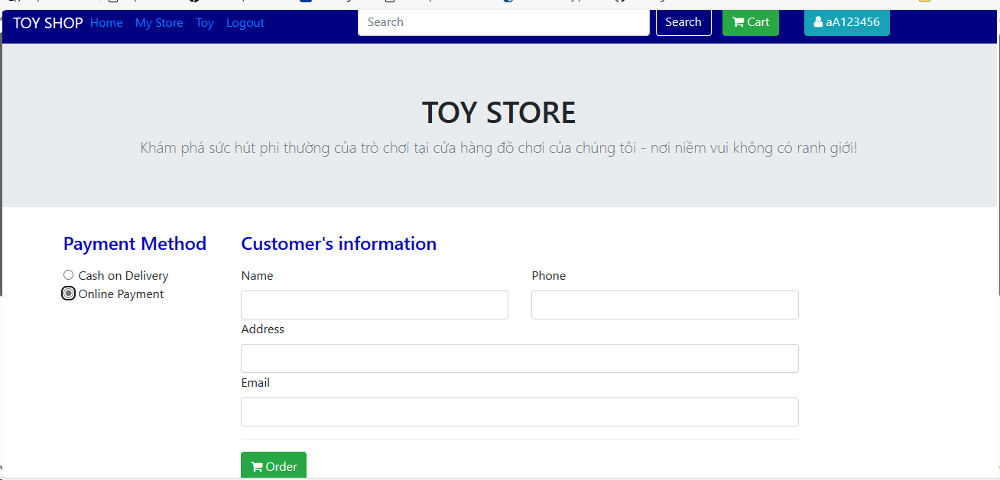 TOY SHOP Home My Store Toy Logout Search Search Cart aA123456
TOY STORE
Khám phá sức hút phi thường của trò chơi tại cửa hàng đồ chơi của chúng tôi - nơi niềm vui không có ranh giới!
Payment Method
Cash on Delivery
Online Payment
Customer's information
Name Phone
Address
Email
Order